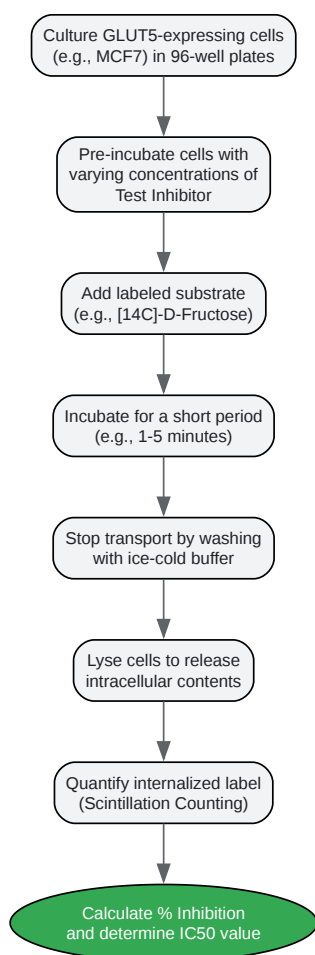 Culture GLUT5-expressing cells
(e.g., MCF7) in 96-well plates
Pre-incubate cells with
varying concentrations of
Test Inhibitor
Add labeled substrate
(e.g., [14C]-D-Fructose)
Incubate for a short period
(e.g., 1-5 minutes)
Stop transport by washing
with ice-cold buffer
Lyse cells to release
intracellular contents
Quantify internalized label
(Scintillation Counting)
Calculate % Inhibition
and determine IC50 value